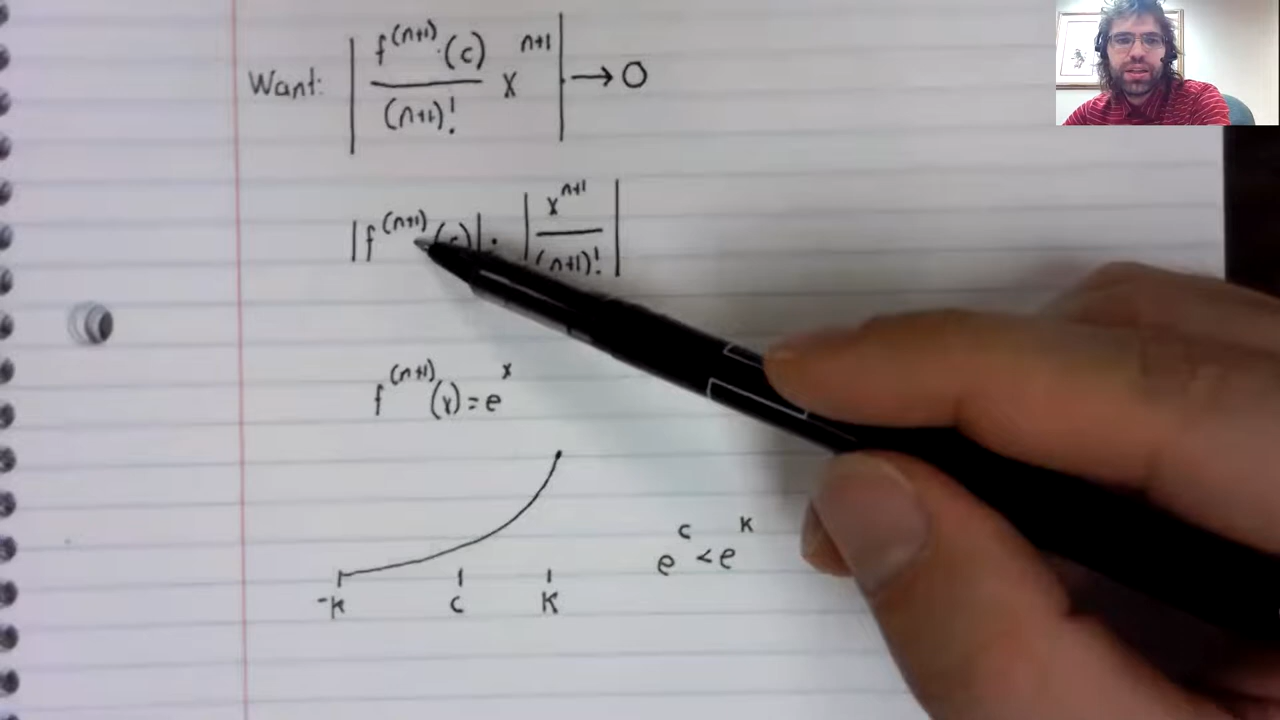 Want: | f^(n+1) (c) / (n+1)! x^n+1 | → 0
| f^(n+1) (c) | · | x^n+1 / (n+1)! |
f^(n+1) (x) = e^x
e^c < e^K
-K c K